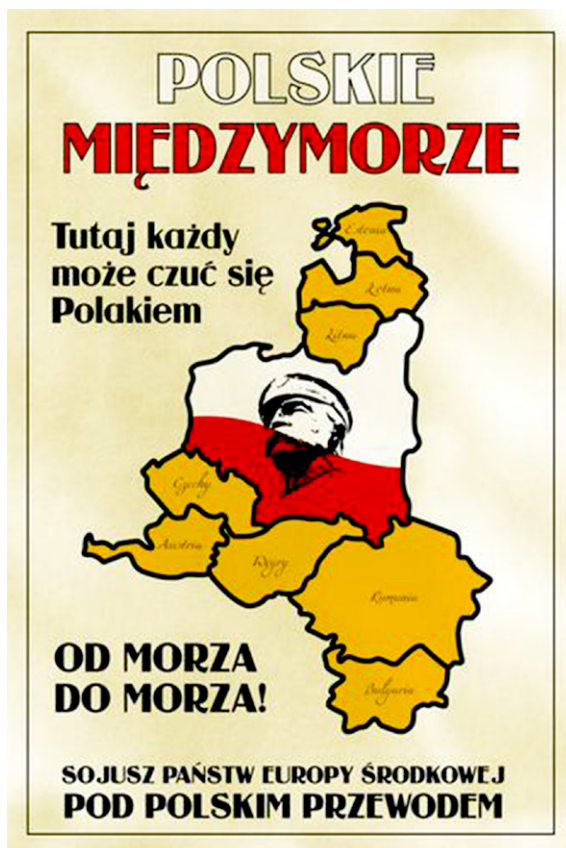 POLSKIE
MIĘDZYMORZE
Tutaj każdy
może czuć się
Polakiem
Estonia
Łotwa
Litwa
Czechy
Austria
Węgry
Rumunia
Bułgaria
OD MORZA
DO MORZA!
SOJUSZ PAŃSTW EUROPY ŚRODKOWEJ
POD POLSKIM PRZEWODEM